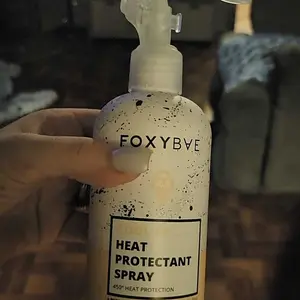 FOXYBAE
HEAT
PROTECTANT
SPRAY
450° HEAT PROTECTION